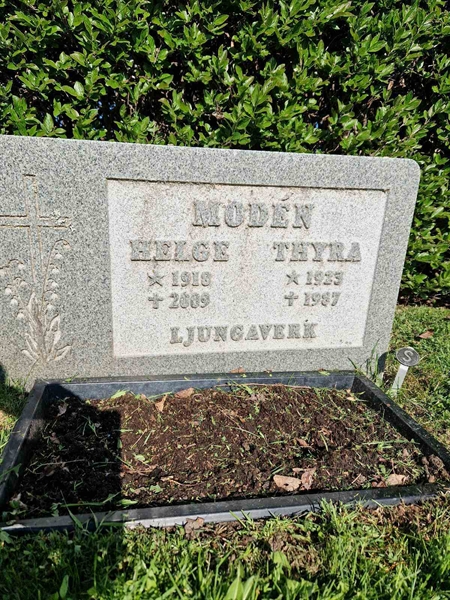 MODÉN
HELGE THYRA
★ 1918 ★ 1923
✝ 2009 ✝ 1987
LJUNGAVERK
S